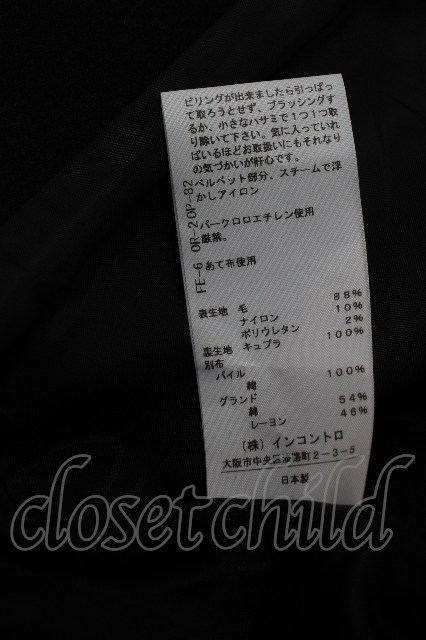 ピリングが出来ましたら引っぱっ
て取ろうとせず、ブラッシングす
るか、小さなハサミで１つ１つ取
り除いて下さい。気に入っていれ
ばいるほどお取扱いにもそれなり
の気づかいが肝心です。
ベルベット部分、スチームで浮
かしアイロン
パークロロエチレン使用
厳禁。
あて布使用
FE-6 OR-2 OP-82
表生地 毛 88%
ナイロン 10%
ポリウレタン 2%
裏生地 キュプラ 100%
別布
パイル
綿 100%
グランド
綿 54%
レーヨン 46%
(株) インコントロ
大阪市中央区淡路町２－３－５
日本製
closetchild